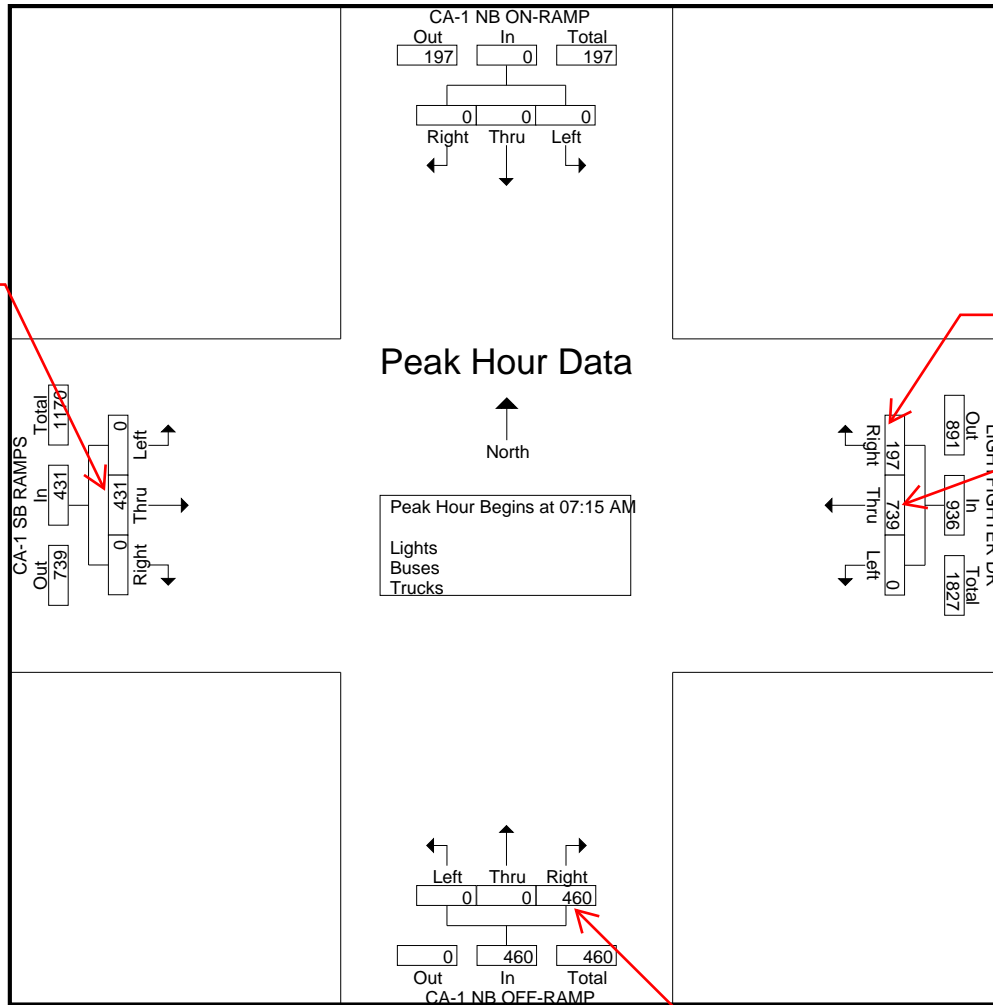 CA-1 NB ON-RAMP
Out In Total
197 0 197
0 0 0
Right Thru Left
Peak Hour Data
North
Peak Hour Begins at 07:15 AM
Lights
Buses
Trucks
CA-1 SB RAMPS
Out In Total
739 431 1170
Right Thru Left
0 431 0
Out In Total
891 936 1827
Right Thru Left
197 739 0
Left Thru Right
0 0 460
0 460 460
Out In Total
CA-1 NB OFF-RAMP